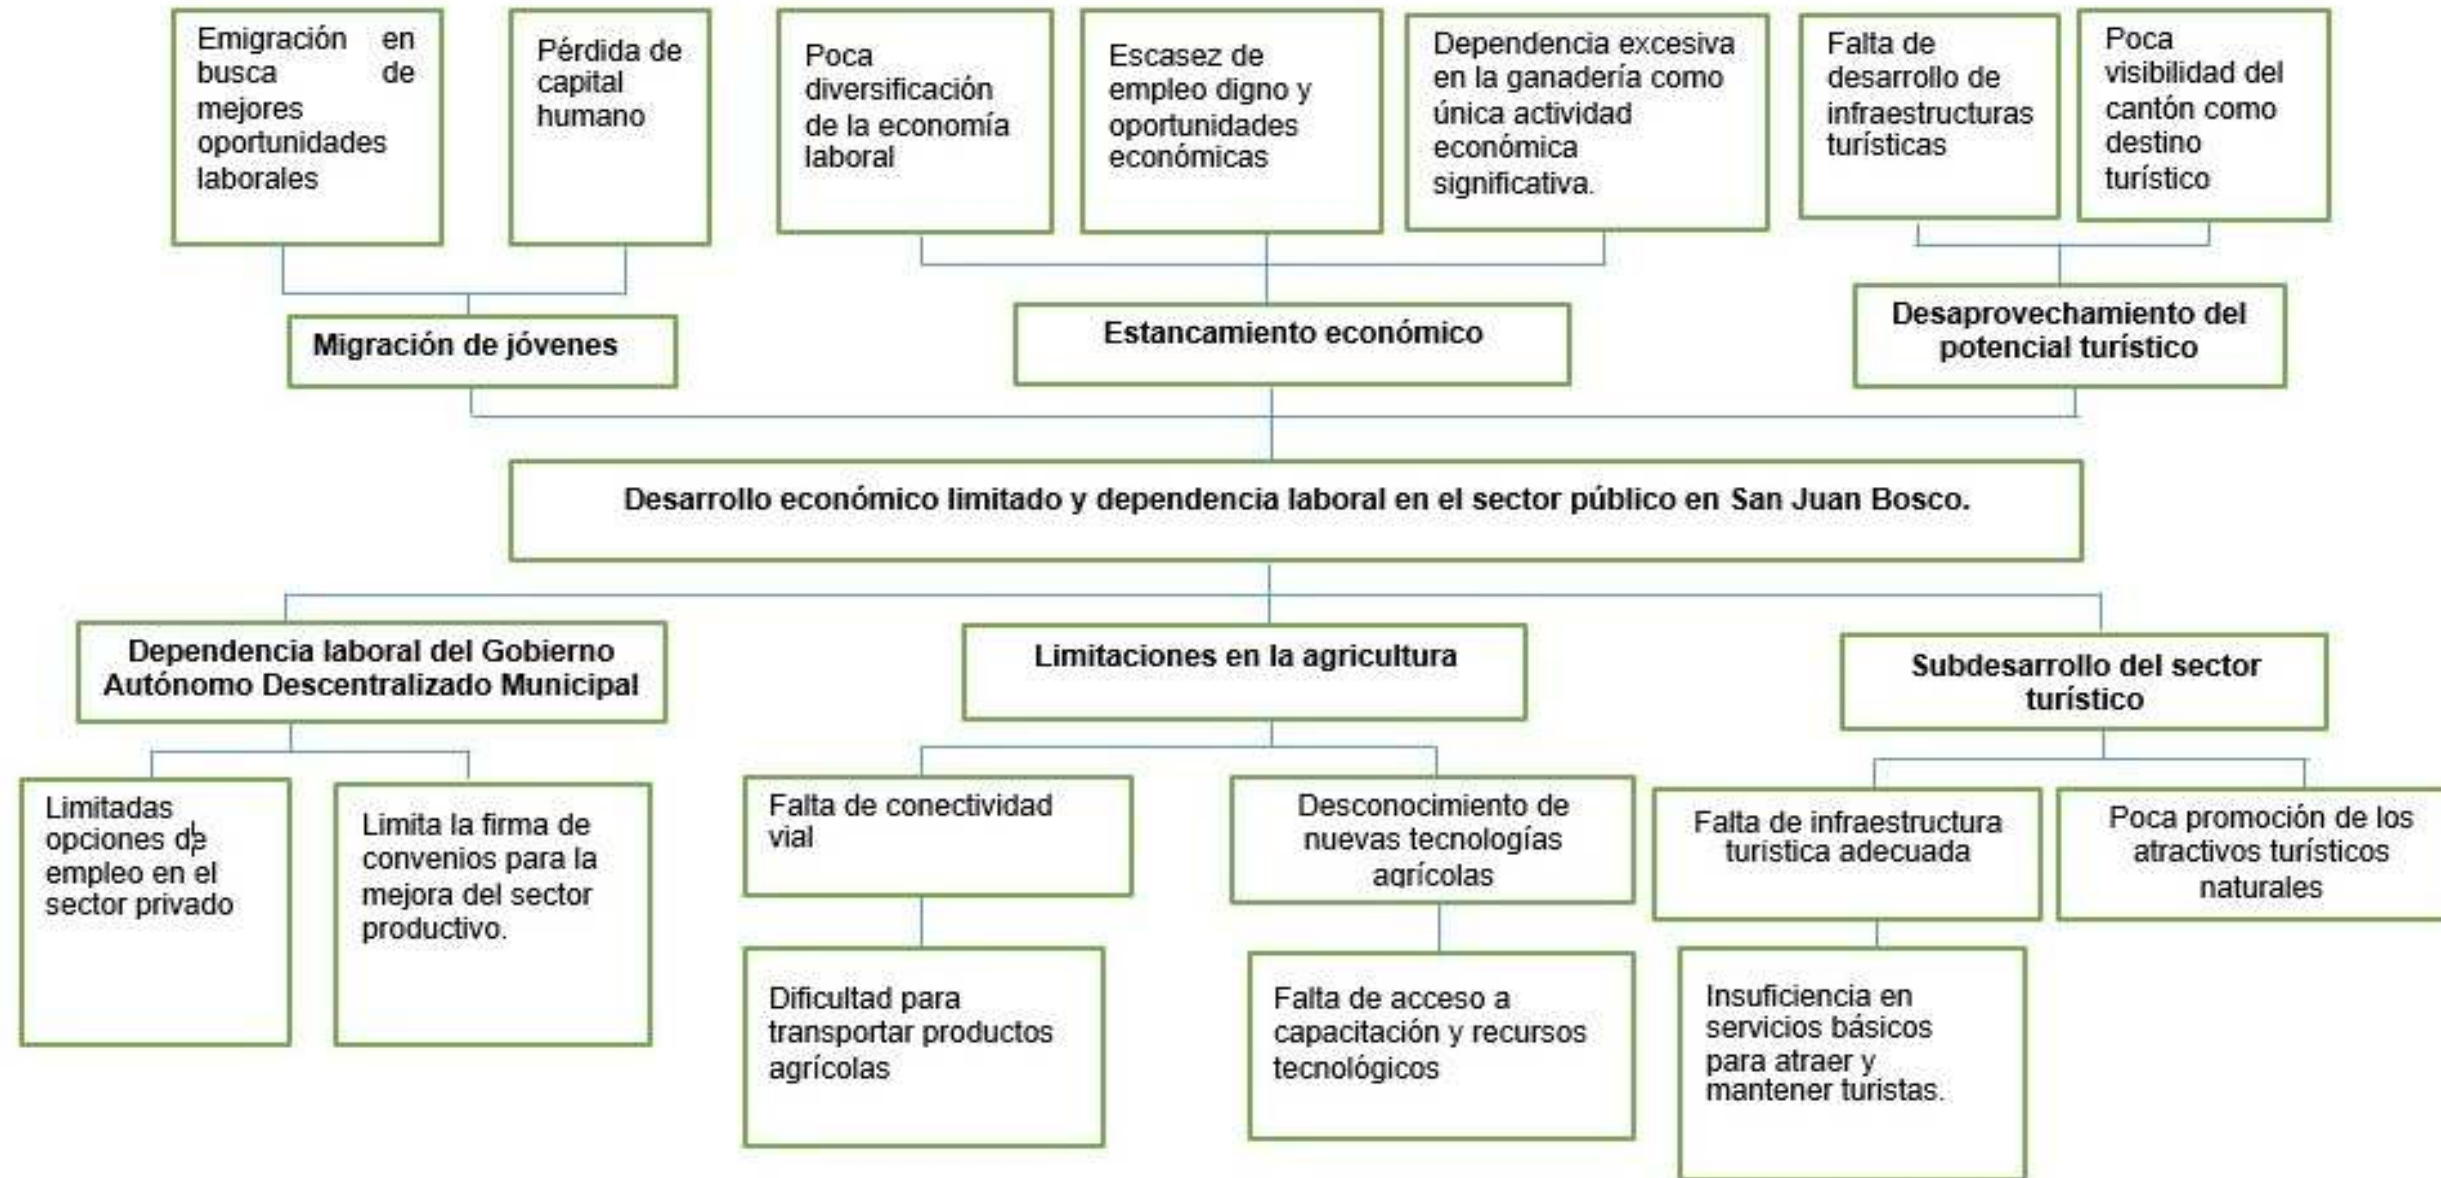 Emigración en
busca de
mejores
oportunidades
laborales
Pérdida de
capital
humano
Poca
diversificación
de la economía
laboral
Escasez de
empleo digno y
oportunidades
económicas
Dependencia excesiva
en la ganadería como
única actividad
económica
significativa.
Falta de
desarrollo de
infraestructuras
turísticas
Poca
visibilidad del
cantón como
destino
turístico
Migración de jóvenes
Estancamiento económico
Desaprovechamiento del
potencial turístico
Desarrollo económico limitado y dependencia laboral en el sector público en San Juan Bosco.
Dependencia laboral del Gobierno
Autónomo Descentralizado Municipal
Limitaciones en la agricultura
Subdesarrollo del sector
turístico
Limitadas
opciones de
empleo en el
sector privado
Limita la firma de
convenios para la
mejora del sector
productivo.
Falta de conectividad
vial
Desconocimiento de
nuevas tecnologías
agrícolas
Falta de infraestructura
turística adecuada
Poca promoción de los
atractivos turísticos
naturales
Dificultad para
transportar productos
agrícolas
Falta de acceso a
capacitación y recursos
tecnológicos
Insuficiencia en
servicios básicos
para atraer y
mantener turistas.